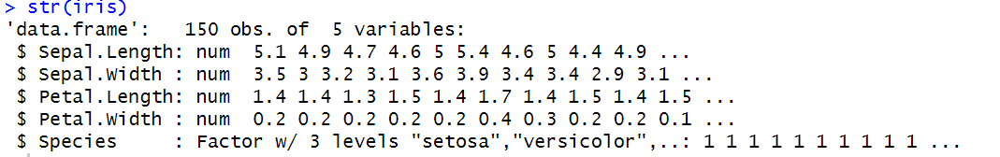 > str(iris)
'data.frame':   150 obs. of  5 variables:
 $ Sepal.Length: num  5.1 4.9 4.7 4.6 5 5.4 4.6 5 4.4 4.9 ...
 $ Sepal.Width : num  3.5 3 3.2 3.1 3.6 3.9 3.4 3.4 2.9 3.1 ...
 $ Petal.Length: num  1.4 1.4 1.3 1.5 1.4 1.7 1.4 1.5 1.4 1.5 ...
 $ Petal.Width : num  0.2 0.2 0.2 0.2 0.2 0.4 0.3 0.2 0.2 0.1 ...
 $ Species     : Factor w/ 3 levels "setosa","versicolor",..: 1 1 1 1 1 1 1 1 1 1 ...